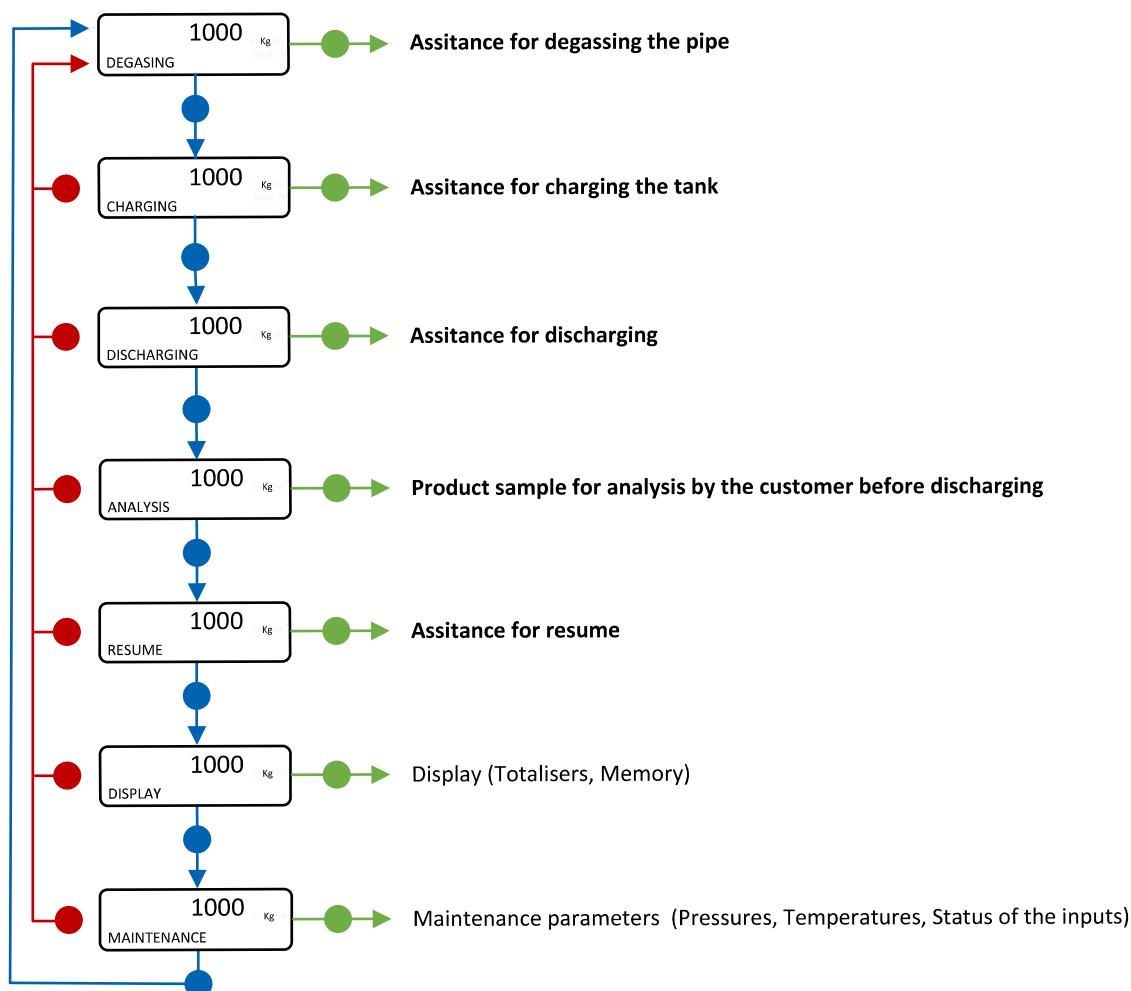 1000 Kg
DEGASING
Assitance for degassing the pipe
1000 Kg
CHARGING
Assitance for charging the tank
1000 Kg
DISCHARGING
Assitance for discharging
1000 Kg
ANALYSIS
Product sample for analysis by the customer before discharging
1000 Kg
RESUME
Assitance for resume
1000 Kg
DISPLAY
Display (Totalisers, Memory)
1000 Kg
MAINTENANCE
Maintenance parameters (Pressures, Temperatures, Status of the inputs)